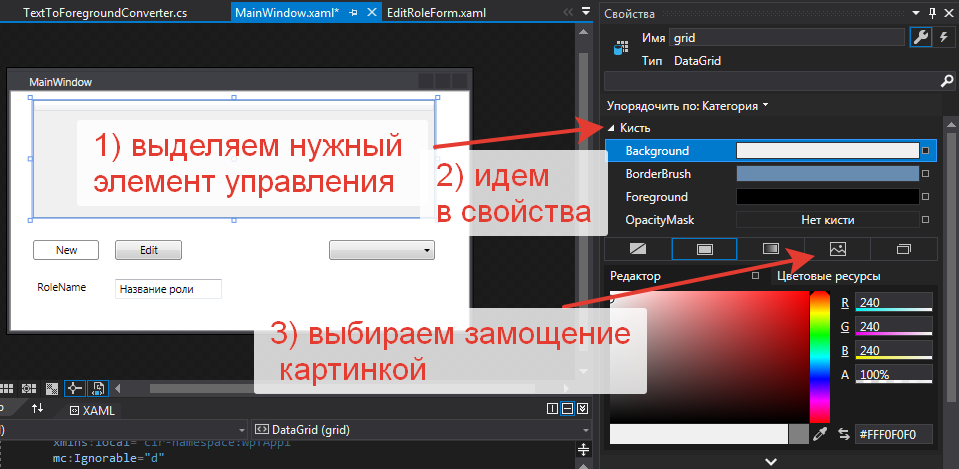 TextToForegroundConverter.cs
MainWindow.xaml*
EditRoleForm.xaml
Свойства
Имя grid
Тип DataGrid
MainWindow
Упорядочить по: Категория
Кисть
1) выделяем нужный
элемент управления
Background
BorderBrush
2) идем
в свойства
Foreground
OpacityMask
Нет кисти
New
Edit
RoleName
Название роли
Редактор
Цветовые ресурсы
R 240
G 240
B 240
A 100%
3) выбираем замощение
картинкой
#FFF0F0F0
XAML
DataGrid (grid)
xmlns:local="clr-namespace:WpfApp1
mc:Ignorable="d"